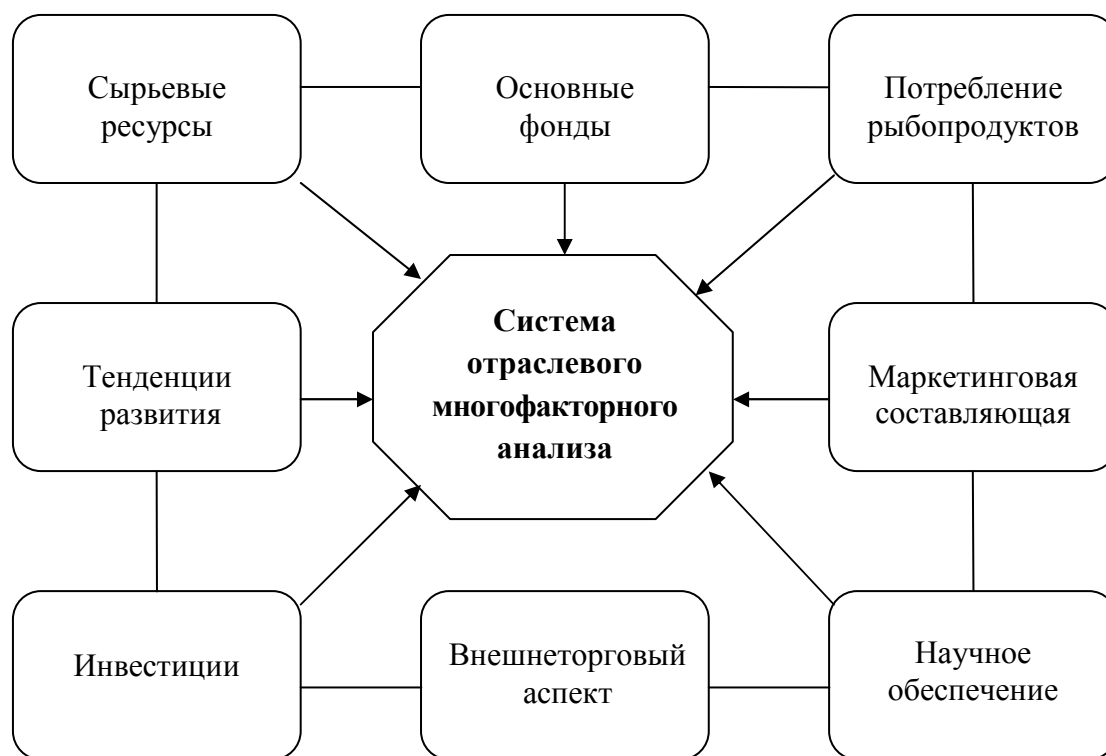 Сырьевые
ресурсы
Основные
фонды
Потребление
рыбопродуктов
Тенденции
развития
Система
отраслевого
многофакторного
анализа
Маркетинговая
составляющая
Инвестиции
Внешнеторговый
аспект
Научное
обеспечение